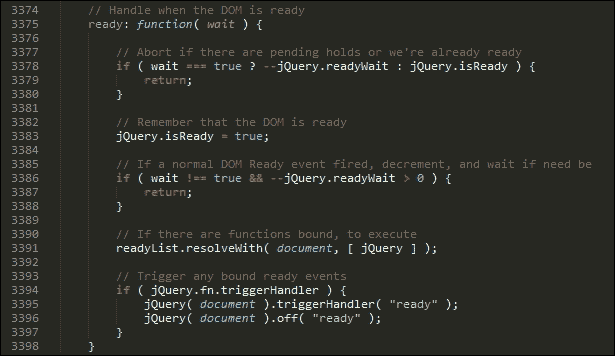 3374 // Handle when the DOM is ready
3375 ready: function( wait ) {
3376
3377 // Abort if there are pending holds or we're already ready
3378 if ( wait === true ? --jQuery.readyWait : jQuery.isReady ) {
3379 return;
3380 }
3381
3382 // Remember that the DOM is ready
3383 jQuery.isReady = true;
3384
3385 // If a normal DOM Ready event fired, decrement, and wait if need be
3386 if ( wait !== true && --jQuery.readyWait > 0 ) {
3387 return;
3388 }
3389
3390 // If there are functions bound, to execute
3391 readyList.resolveWith( document, [ jQuery ] );
3392
3393 // Trigger any bound ready events
3394 if ( jQuery.fn.triggerHandler ) {
3395 jQuery( document ).triggerHandler( "ready" );
3396 jQuery( document ).off( "ready" );
3397 }
3398 }